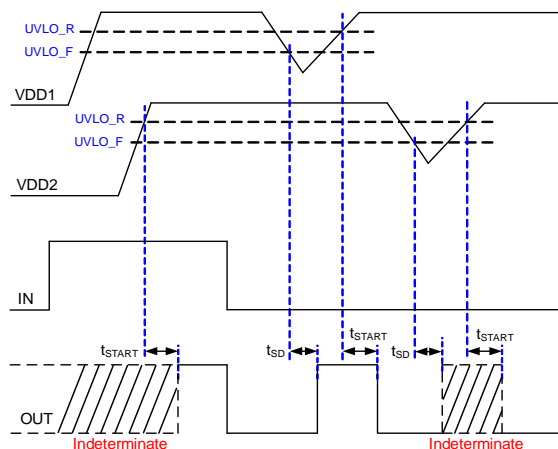 UVLO_R
UVLO_F
VDD1
UVLO_R
UVLO_F
VDD2
IN
tSTART
tSD
tSTART
tSD
tSTART
OUT
Indeterminate
Indeterminate